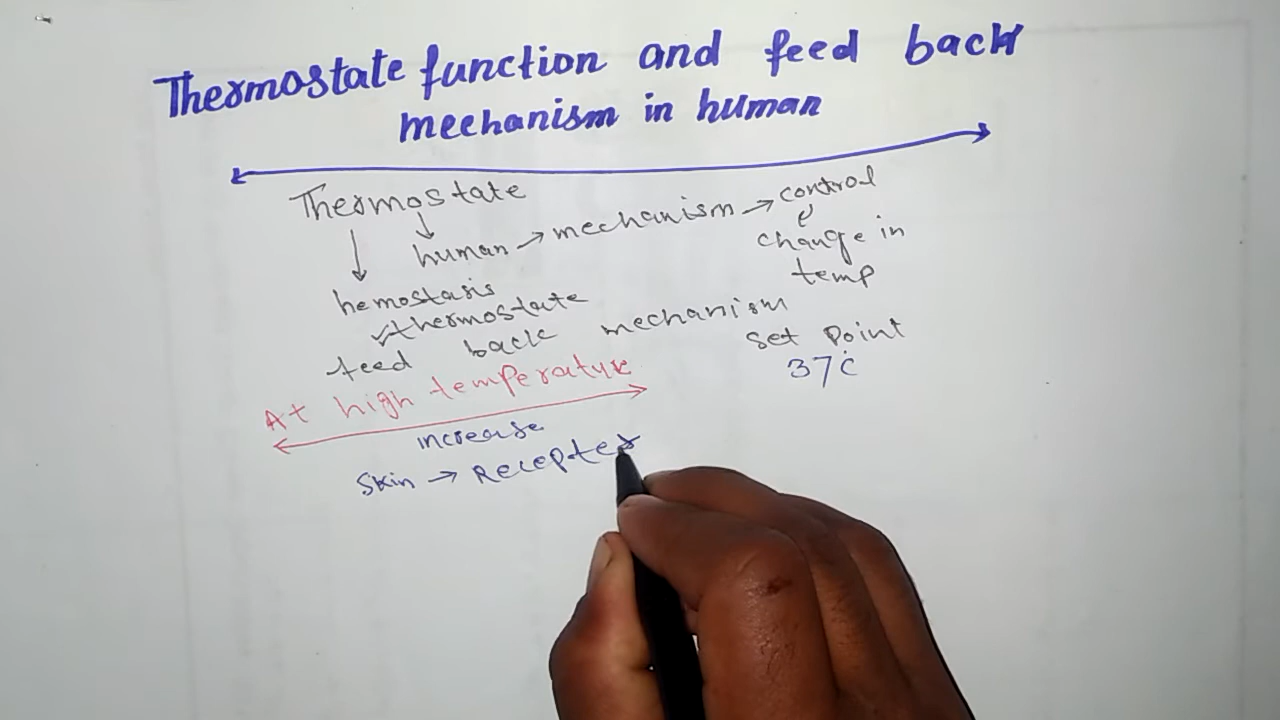 Thermostate function and feed back
mechanism in human
Thermostate
human → mechanism → control
change in
temp
hemostasis
thermostate
feed back mechanism
set point
37°C
At high temperature
increase
Skin → Recepter